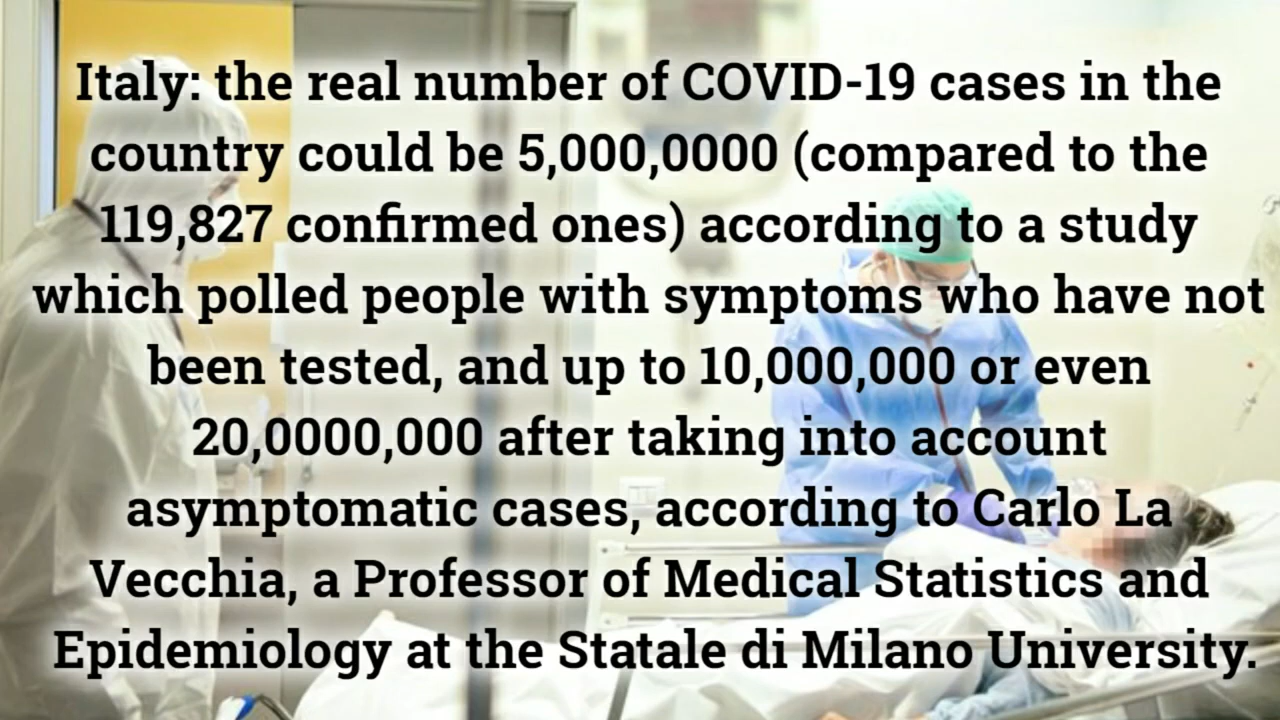 Italy: the real number of COVID-19 cases in the
country could be 5,000,0000 (compared to the
119,827 confirmed ones) according to a study
which polled people with symptoms who have not
been tested, and up to 10,000,000 or even
20,0000,000 after taking into account
asymptomatic cases, according to Carlo La
Vecchia, a Professor of Medical Statistics and
Epidemiology at the Statale di Milano University.